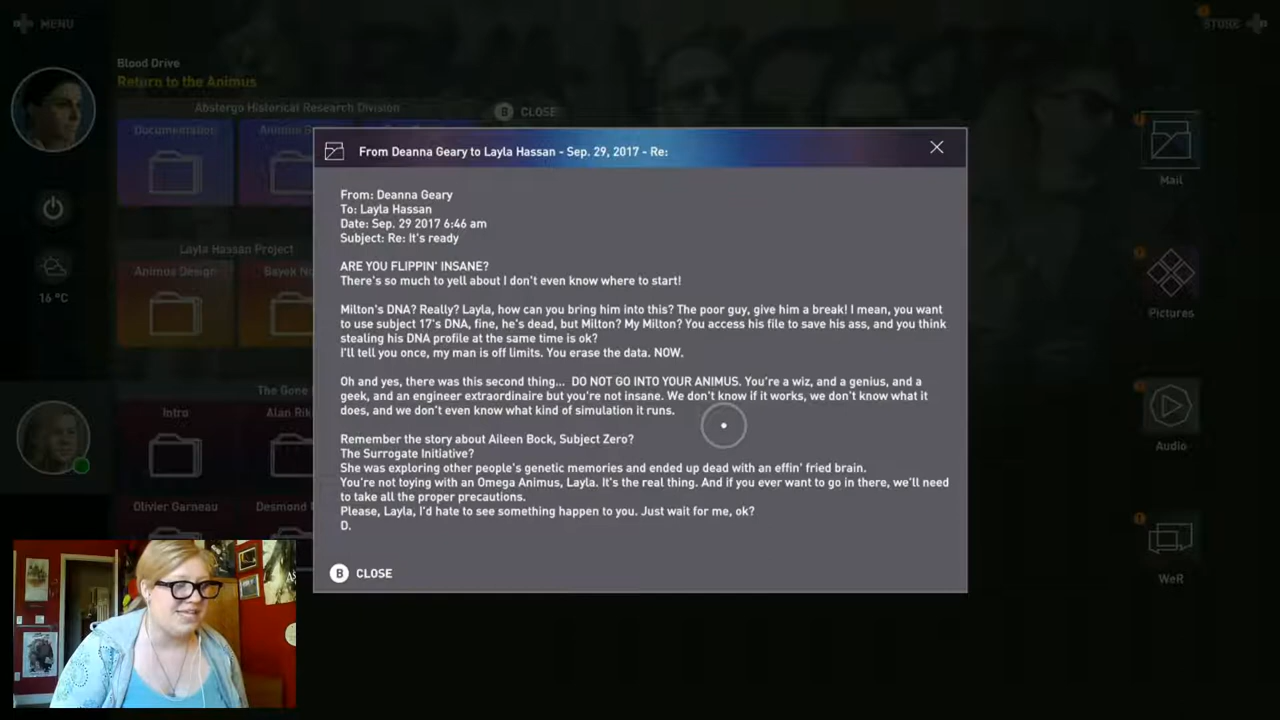 MENU
STORE
Blood Drive
Return to the Animus
Abstergo Historical Research Division
B CLOSE
Documentation
From Deanna Geary to Layla Hassan - Sep. 29, 2017 - Re:
From: Deanna Geary
To: Layla Hassan
Date: Sep. 29 2017 6:46 am
Subject: Re: It's ready
ARE YOU FLIPPIN' INSANE?
There's so much to yell about I don't even know where to start!
Milton's DNA? Really? Layla, how can you bring him into this? The poor guy, give him a break! I mean, you want
to use subject 17's DNA, fine, he's dead, but Milton? My Milton? You access his file to save his ass, and you think
stealing his DNA profile at the same time is ok?
I'll tell you once, my man is off limits. You erase the data. NOW.
Oh and yes, there was this second thing... DO NOT GO INTO YOUR ANIMUS. You're a wiz, and a genius, and a
geek, and an engineer extraordinaire but you're not insane. We don't know if it works, we don't know what it
does, and we don't even know what kind of simulation it runs.
Remember the story about Aileen Bock, Subject Zero?
The Surrogate Initiative?
She was exploring other people's genetic memories and ended up dead with an effin' fried brain.
You're not toying with an Omega Animus, Layla. It's the real thing. And if you ever want to go in there, we'll need
to take all the proper precautions.
Please, Layla, I'd hate to see something happen to you. Just wait for me, ok?
D.
B CLOSE
Layla Hassan Project
Animus Design
Bayek
16 °C
The Gone
Intro
Alan
Olivier Garneau
Desmond
Mail
Pictures
Audio
WeR